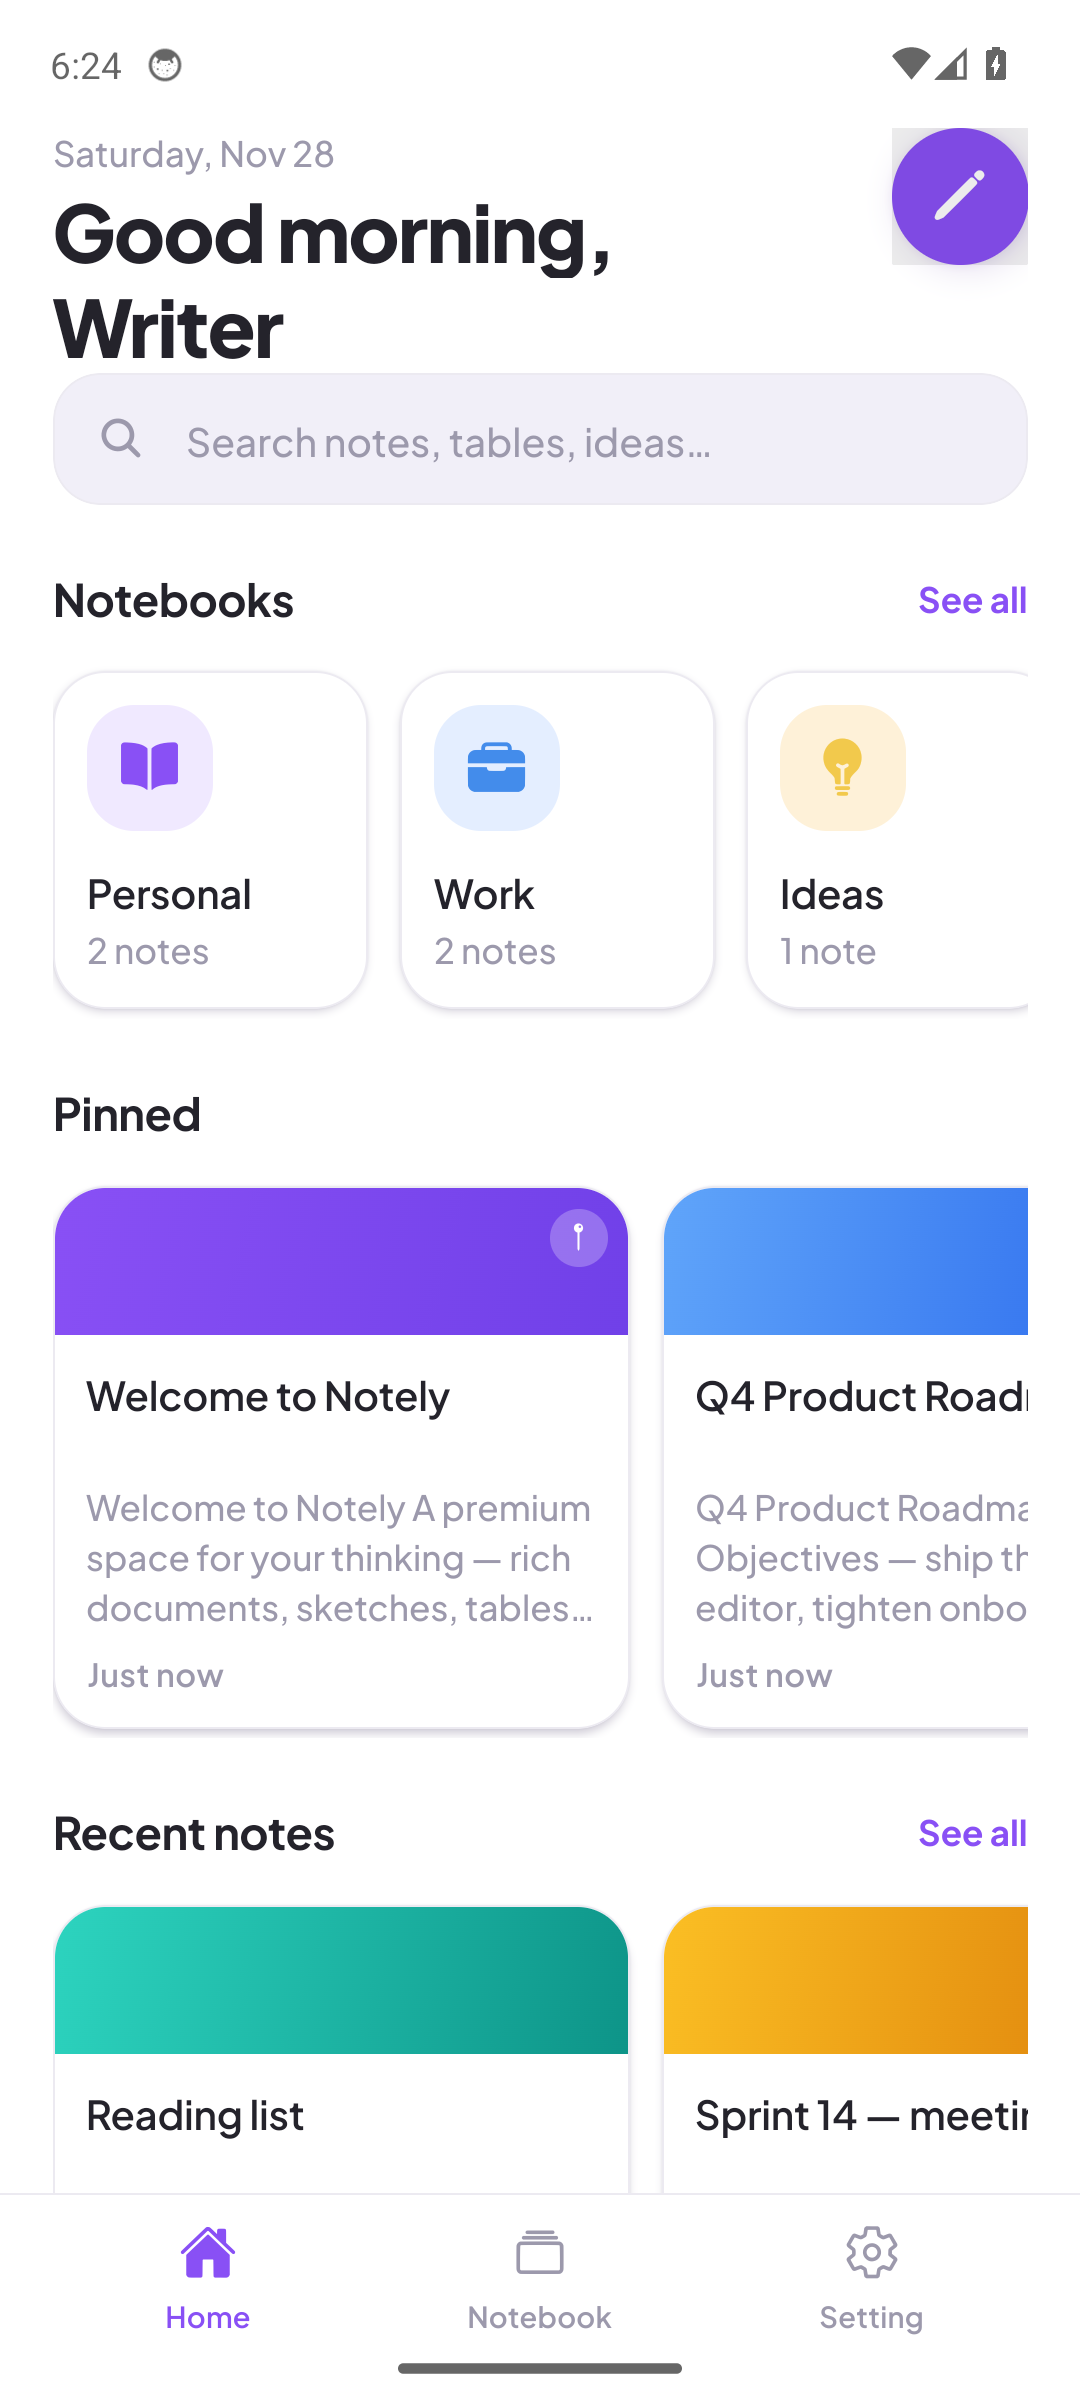 6:24
Saturday, Nov 28
Good morning,
Writer
Search notes, tables, ideas…
Notebooks
See all
Personal
2 notes
Work
2 notes
Ideas
1 note
Pinned
Welcome to Notely
Welcome to Notely A premium
space for your thinking — rich
documents, sketches, tables…
Just now
Q4 Product Road
Q4 Product Roadma
Objectives — ship th
editor, tighten onbo
Just now
Recent notes
See all
Reading list
Sprint 14 — meetin
Home
Notebook
Setting